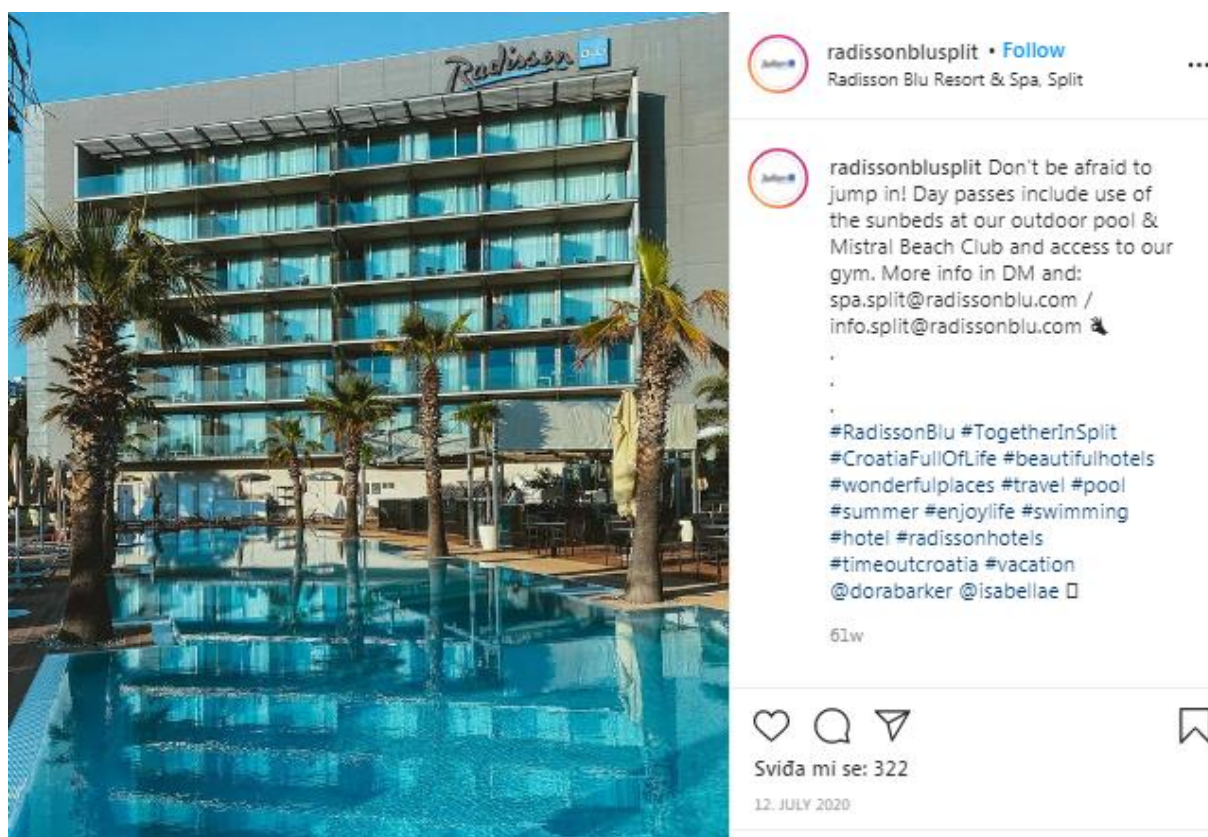 Radisson BLU
radissonblusplit • Follow
Radisson Blu Resort & Spa, Split
radissonblusplit Don't be afraid to
jump in! Day passes include use of
the sunbeds at our outdoor pool &
Mistral Beach Club and access to our
gym. More info in DM and:
spa.split@radissonblu.com /
info.split@radissonblu.com
.
.
.
#RadissonBlu #TogetherInSplit
#CroatiaFullOfLife #beautifulhotels
#wonderfulplaces #travel #pool
#summer #enjoylife #swimming
#hotel #radissonhotels
#timeoutcroatia #vacation
@dorabarker @isabellae
61w
Sviđa mi se: 322
12. JULY 2020